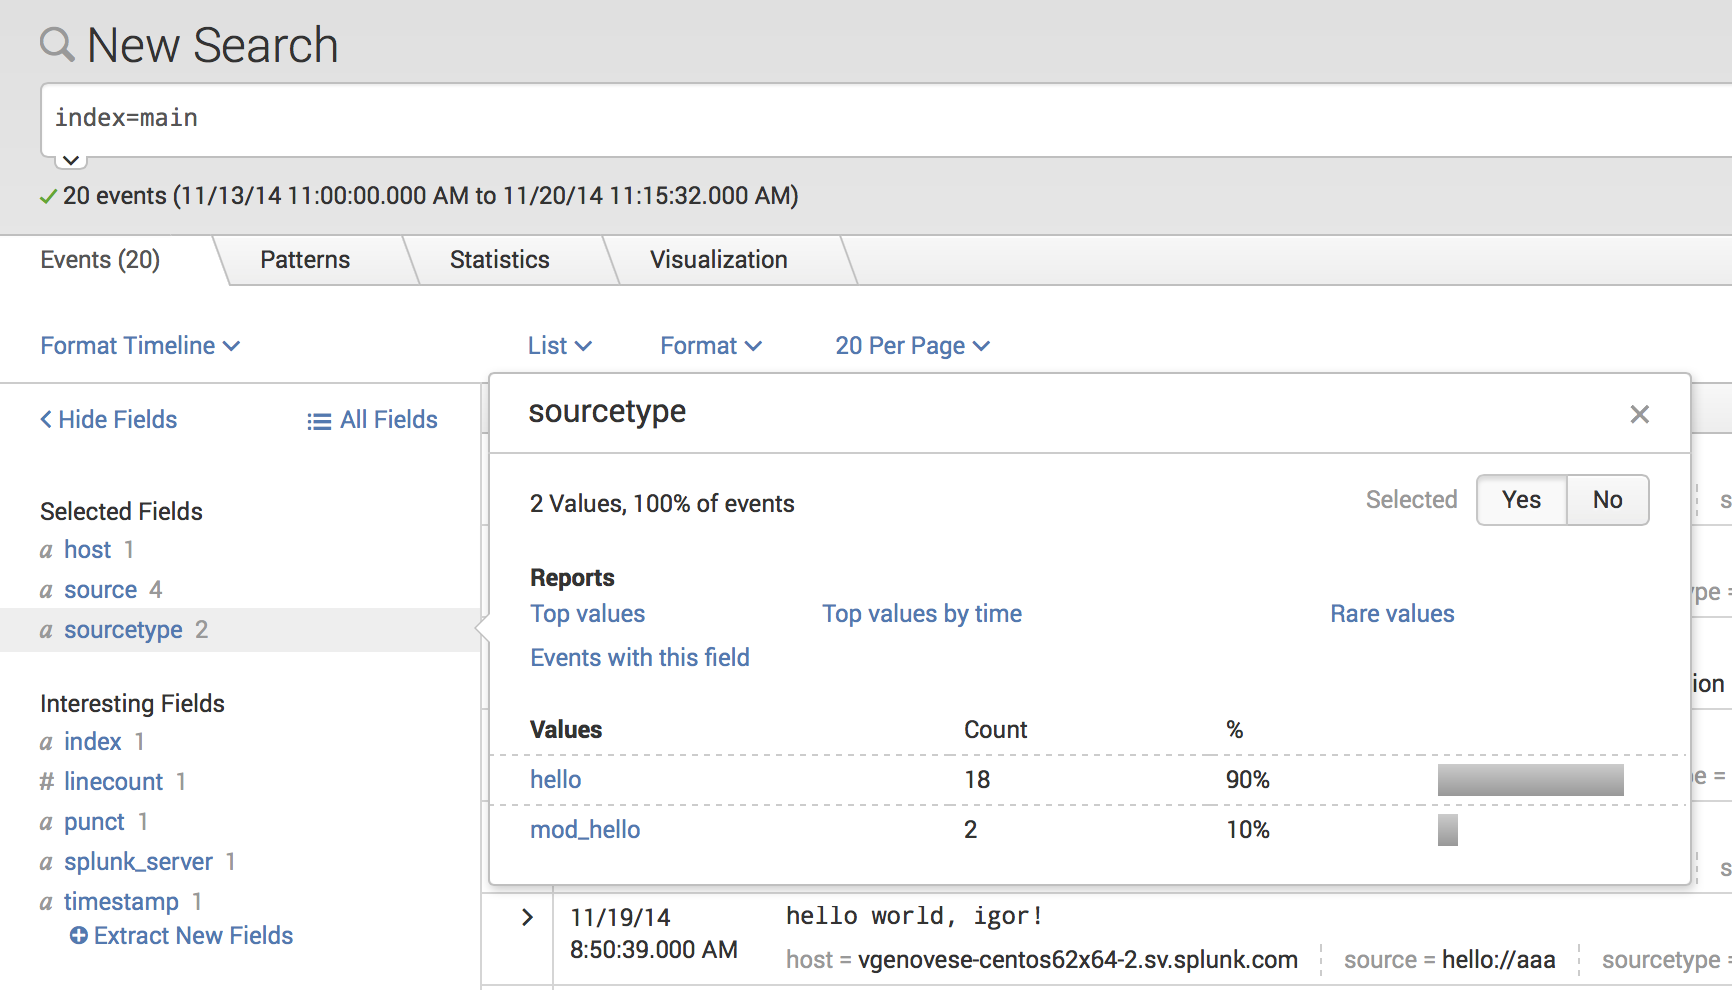 New Search
index=main
20 events (11/13/14 11:00:00.000 AM to 11/20/14 11:15:32.000 AM)
Events (20) Patterns Statistics Visualization
Format Timeline List Format 20 Per Page
Hide Fields All Fields
Selected Fields
a host 1
a source 4
a sourcetype 2
Interesting Fields
a index 1
# linecount 1
a punct 1
a splunk_server 1
a timestamp 1
Extract New Fields
sourcetype
2 Values, 100% of events Selected Yes No
Reports
Top values Top values by time Rare values
Events with this field
Values Count %
hello 18 90%
mod_hello 2 10%
11/19/14 hello world, igor!
8:50:39.000 AM host = vgenovese-centos62x64-2.sv.splunk.com source = hello://aaa sourcetype =